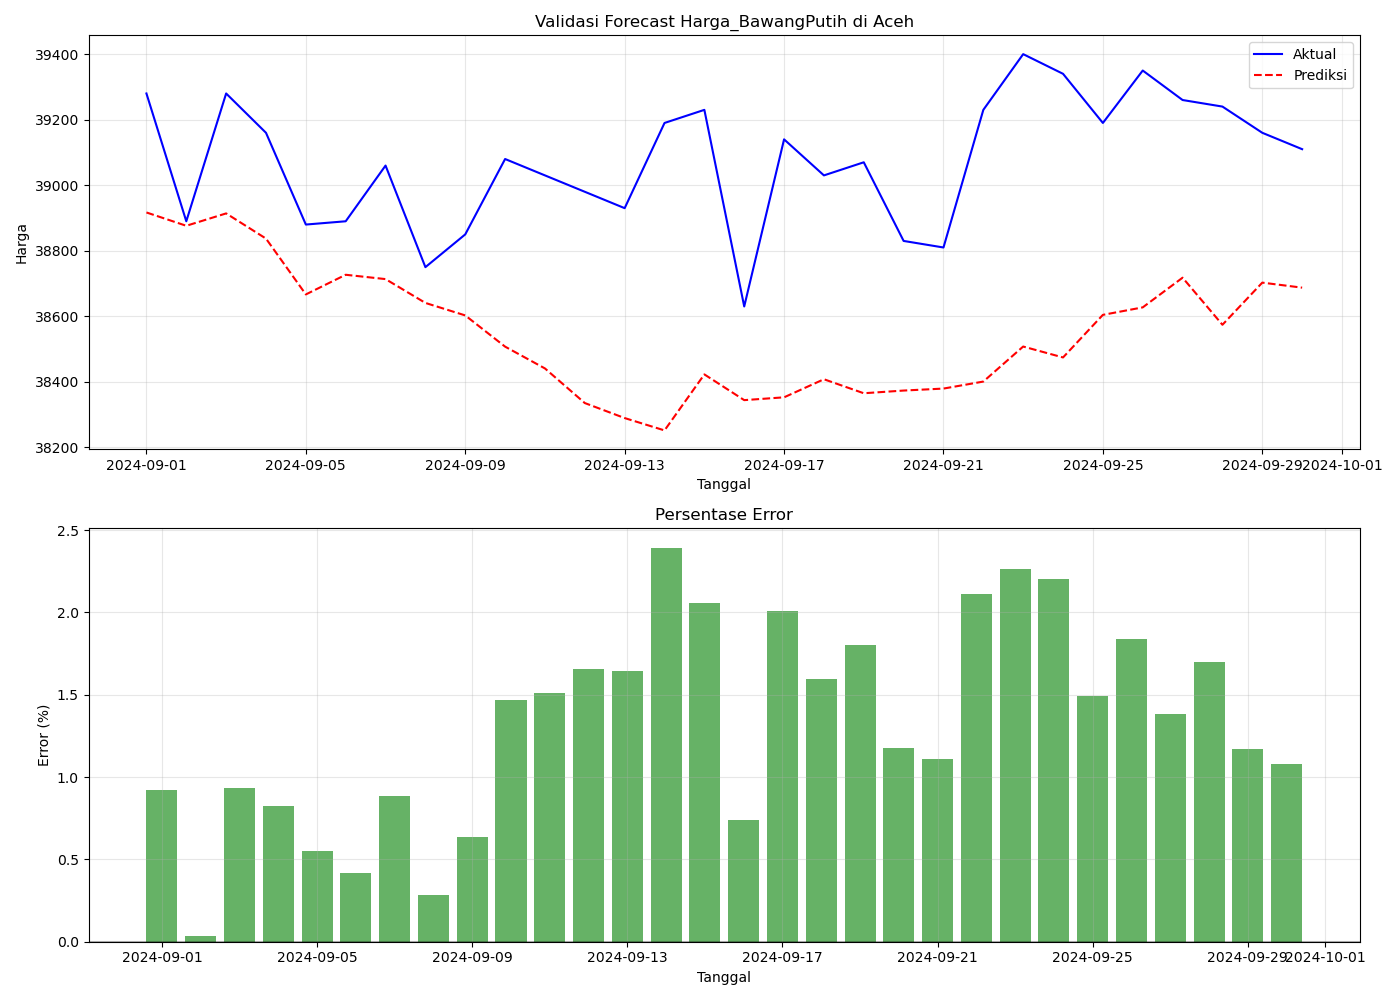 Validasi Forecast Harga_BawangPutih di Aceh
39400
39200
39000
38800
38600
38400
38200
Harga
Aktual
Prediksi
2024-09-01 2024-09-05 2024-09-09 2024-09-13 2024-09-17 2024-09-21 2024-09-25 2024-09-29 2024-10-01
Tanggal
Persentase Error
2.5
2.0
1.5
1.0
0.5
0.0
Error (%)
2024-09-01 2024-09-05 2024-09-09 2024-09-13 2024-09-17 2024-09-21 2024-09-25 2024-09-29 2024-10-01
Tanggal